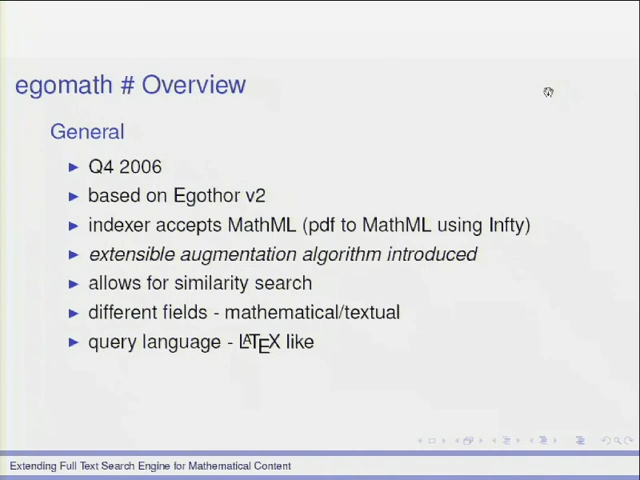 egomath # Overview
General
Q4 2006
based on Egothor v2
indexer accepts MathML (pdf to MathML using Infty)
extensible augmentation algorithm introduced
allows for similarity search
different fields - mathematical/textual
query language - LATEX like
Extending Full Text Search Engine for Mathematical Content